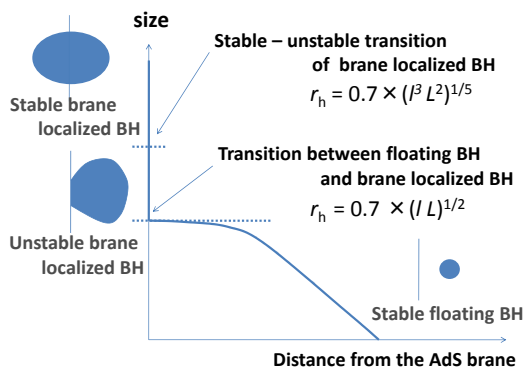 size
Stable – unstable transition
of brane localized BH
r_h = 0.7 × (l³ L²)^{1/5}
Stable brane
localized BH
Transition between floating BH
and brane localized BH
r_h = 0.7 × (l L)^{1/2}
Unstable brane
localized BH
Stable floating BH
Distance from the AdS brane